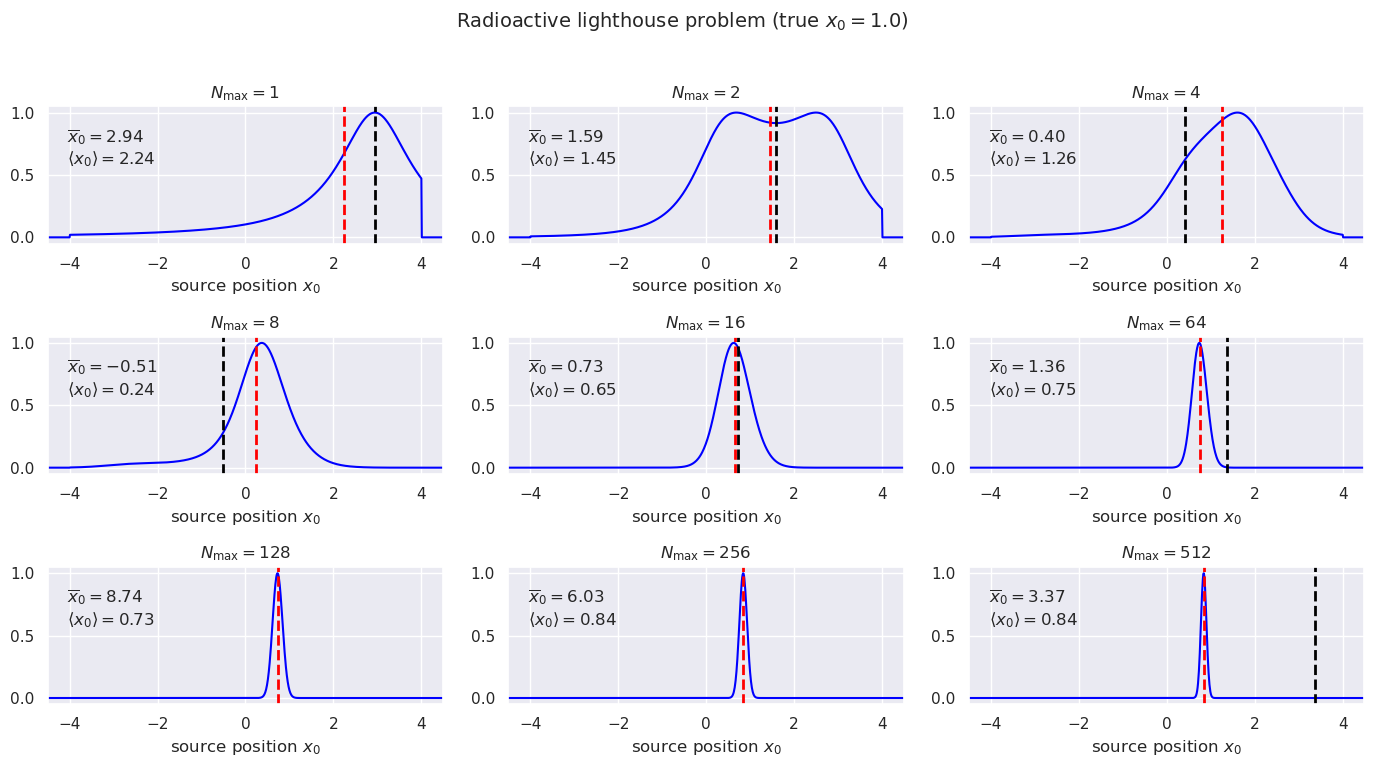 Radioactive lighthouse problem (true x₀ = 1.0)
N_max = 1
N_max = 2
N_max = 4
1.0
0.5
0.0
x̅₀ = 2.94
⟨x₀⟩ = 2.24
x̅₀ = 1.59
⟨x₀⟩ = 1.45
x̅₀ = 0.40
⟨x₀⟩ = 1.26
1.0
0.5
0.0
1.0
0.5
0.0
−4 −2 0 2 4
−4 −2 0 2 4
−4 −2 0 2 4
source position x₀
source position x₀
source position x₀
N_max = 8
N_max = 16
N_max = 64
1.0
0.5
0.0
x̅₀ = −0.51
⟨x₀⟩ = 0.24
1.0
0.5
0.0
x̅₀ = 0.73
⟨x₀⟩ = 0.65
1.0
0.5
0.0
x̅₀ = 1.36
⟨x₀⟩ = 0.75
−4 −2 0 2 4
−4 −2 0 2 4
−4 −2 0 2 4
source position x₀
source position x₀
source position x₀
N_max = 128
N_max = 256
N_max = 512
1.0
0.5
0.0
x̅₀ = 8.74
⟨x₀⟩ = 0.73
1.0
0.5
0.0
x̅₀ = 6.03
⟨x₀⟩ = 0.84
1.0
0.5
0.0
x̅₀ = 3.37
⟨x₀⟩ = 0.84
−4 −2 0 2 4
−4 −2 0 2 4
−4 −2 0 2 4
source position x₀
source position x₀
source position x₀